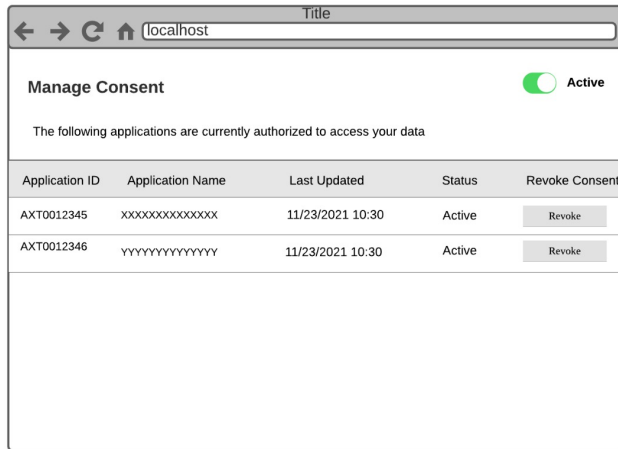 Title
localhost
Manage Consent Active
The following applications are currently authorized to access your data
Application ID Application Name Last Updated Status Revoke Consent
AXT0012345 XXXXXXXXXXXXXX 11/23/2021 10:30 Active Revoke
AXT0012346 YYYYYYYYYYYYYY 11/23/2021 10:30 Active Revoke